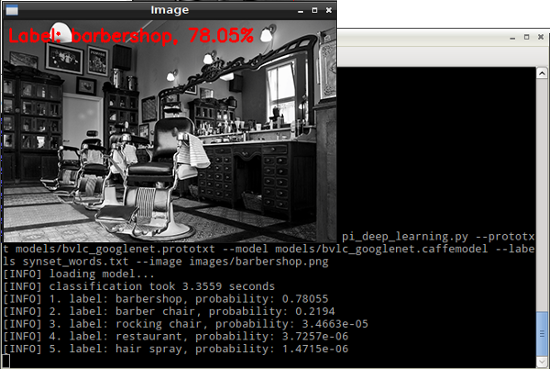 Image
Label: barbershop, 78.05%
pi_deep_learning.py --prototx
t models/bvlc_googlenet.prototxt --model models/bvlc_googlenet.caffemodel --labe
ls synset_words.txt --image images/barbershop.png
[INFO] loading model...
[INFO] classification took 3.3559 seconds
[INFO] 1. label: barbershop, probability: 0.78055
[INFO] 2. label: barber chair, probability: 0.2194
[INFO] 3. label: rocking chair, probability: 3.4663e-05
[INFO] 4. label: restaurant, probability: 3.7257e-06
[INFO] 5. label: hair spray, probability: 1.4715e-06